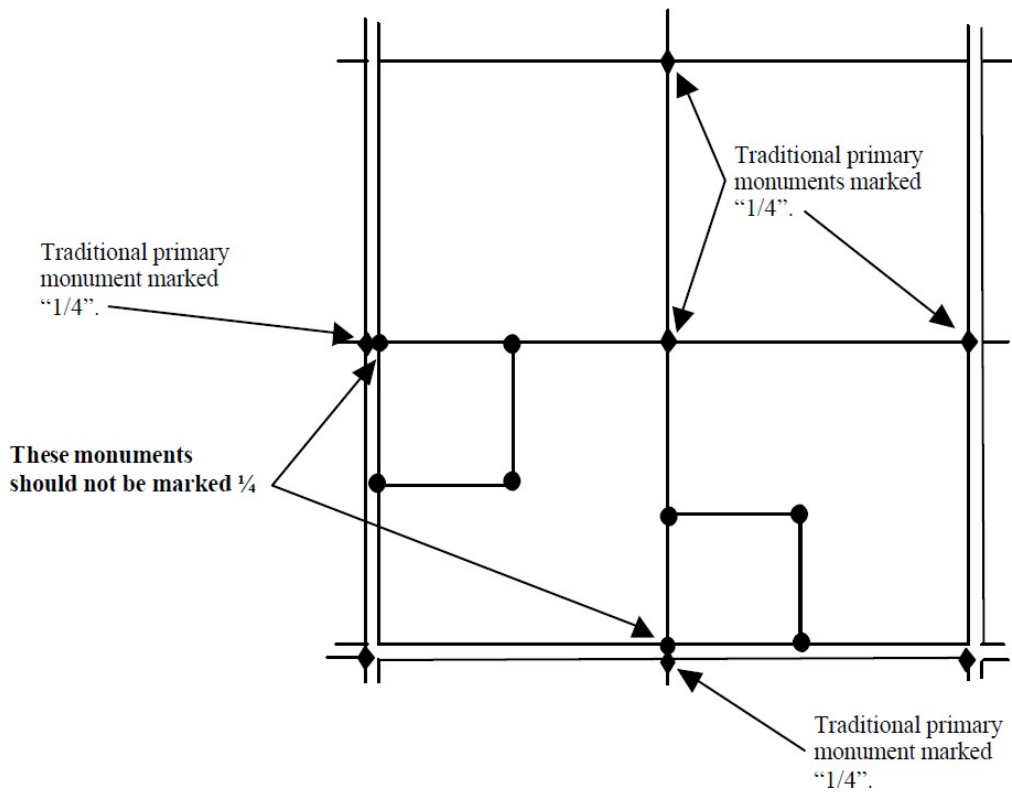 Traditional primary
monuments marked
“1/4”.
Traditional primary
monument marked
“1/4”.
These monuments
should not be marked ¼
Traditional primary
monument marked
“1/4”.